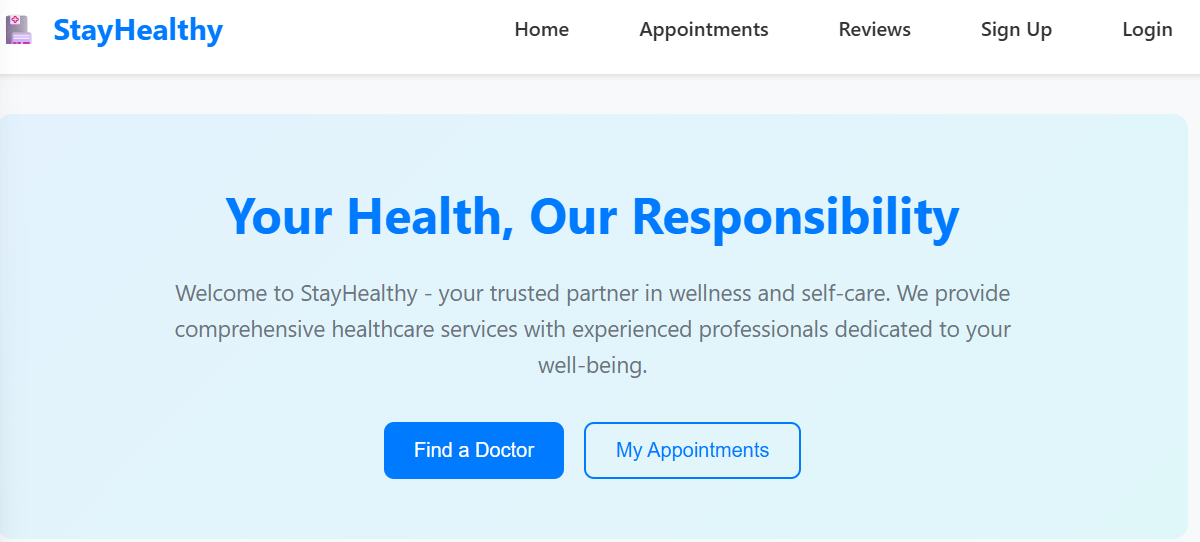 StayHealthy
Home
Appointments
Reviews
Sign Up
Login
Your Health, Our Responsibility
Welcome to StayHealthy - your trusted partner in wellness and self-care. We provide
comprehensive healthcare services with experienced professionals dedicated to your
well-being.
Find a Doctor
My Appointments